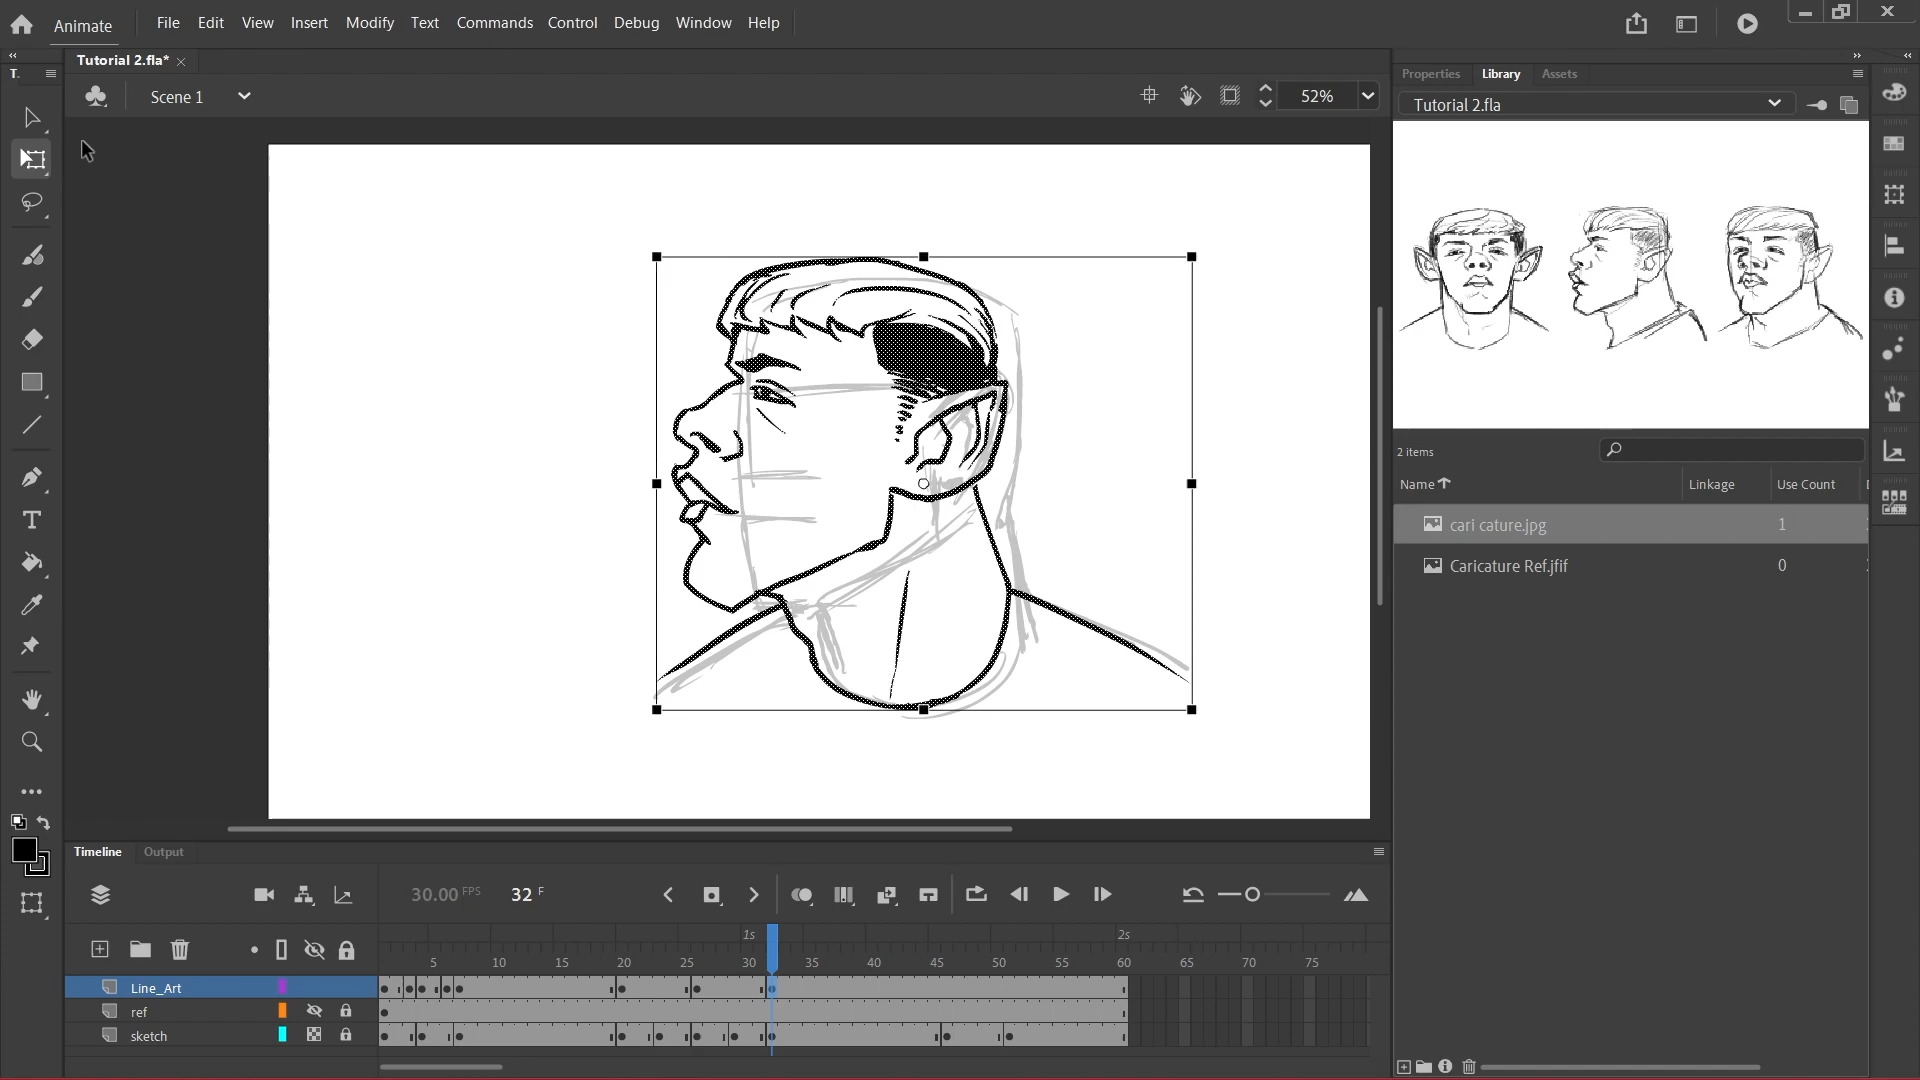 Animate
File Edit View Insert Modify Text Commands Control Debug Window Help
Tutorial 2.fla*
T.
Scene 1
52%
Properties Library Assets
Tutorial 2.fla
2 items
Name Linkage Use Count
cari cature.jpg 1
Caricature Ref.jfif 0
Timeline Output
30.00 FPS 32 F
1s 2s
5 10 15 20 25 30 35 40 45 50 55 60 65 70 75
Line_Art
ref
sketch